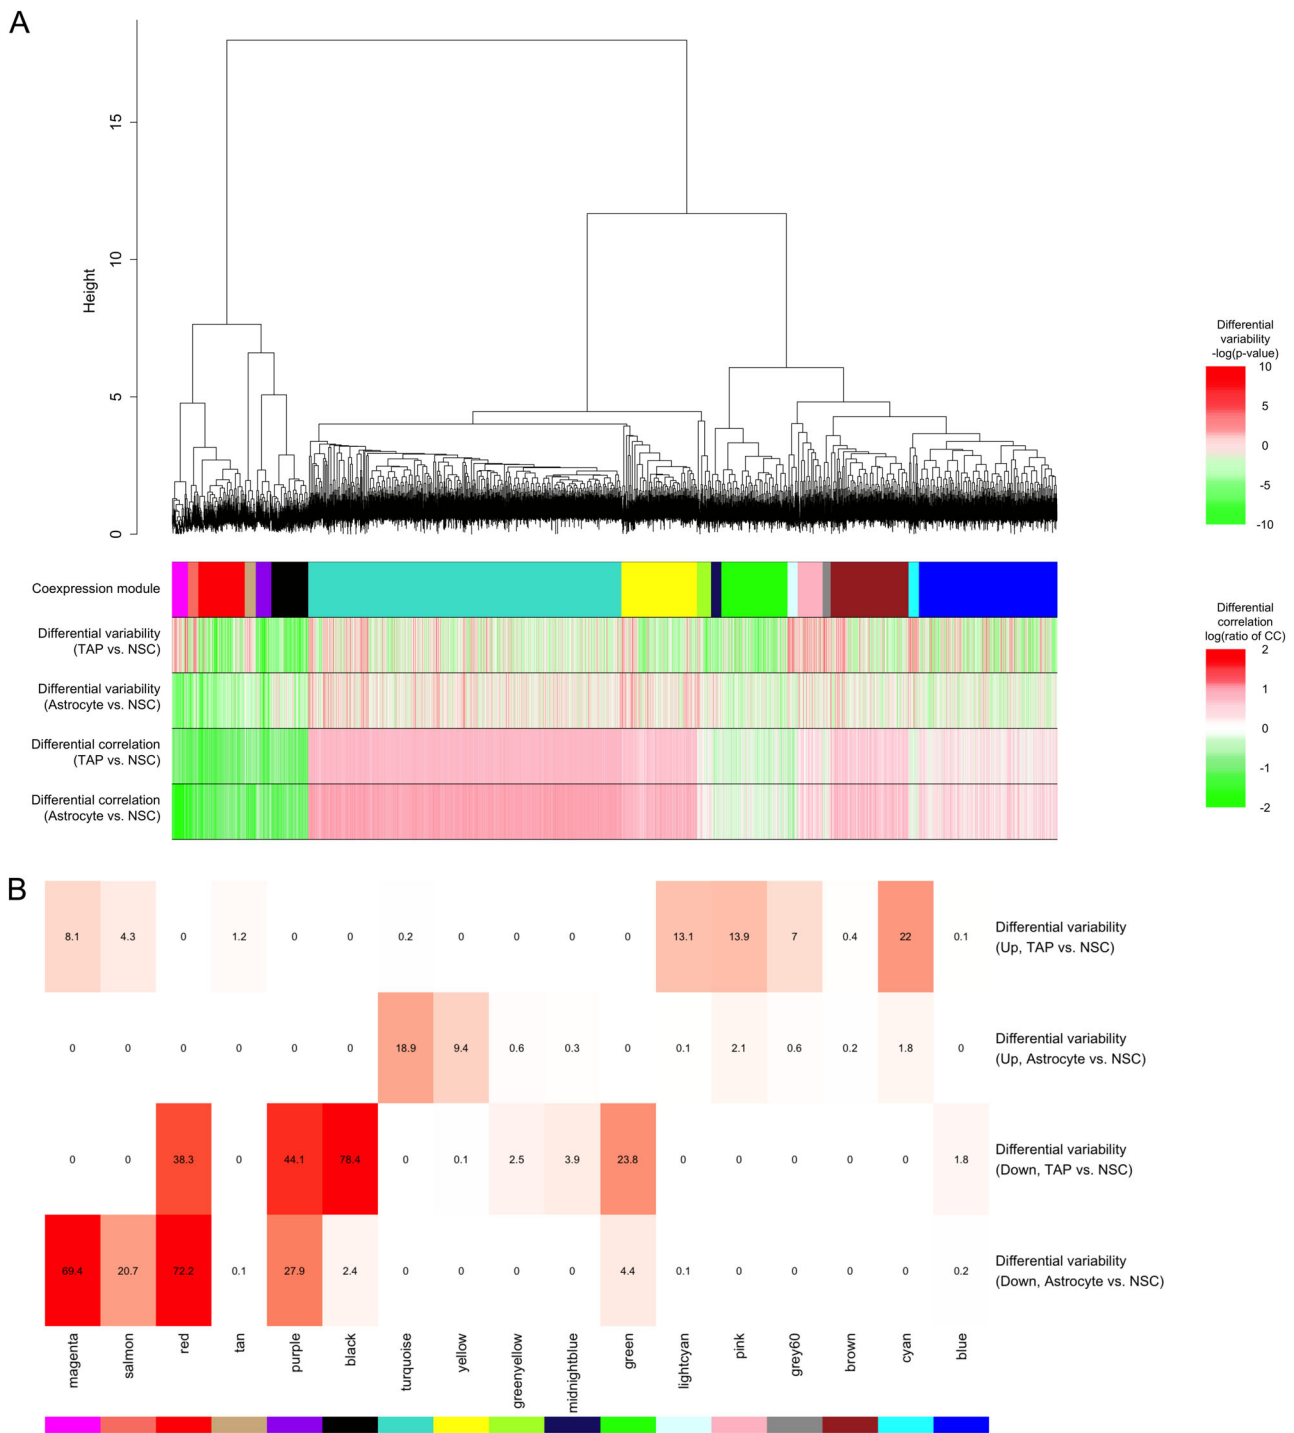 A
15
10
5
0
Height
Differential
variability
-log(p-value)
10
5
0
-5
-10
Coexpression module
Differential variability
(TAP vs. NSC)
Differential variability
(Astrocyte vs. NSC)
Differential correlation
(TAP vs. NSC)
Differential correlation
(Astrocyte vs. NSC)
Differential
correlation
log(ratio of CC)
2
1
0
-1
-2
B
8.1 4.3 0 1.2 0 0 0.2 0 0 0 0 13.1 13.9 7 0.4 22 0.1
Differential variability
(Up, TAP vs. NSC)
0 0 0 0 0 0 18.9 9.4 0.6 0.3 0 0.1 2.1 0.6 0.2 1.8 0
Differential variability
(Up, Astrocyte vs. NSC)
0 0 38.3 0 44.1 78.4 0 0.1 2.5 3.9 23.8 0 0 0 0 0 1.8
Differential variability
(Down, TAP vs. NSC)
69.4 20.7 72.2 0.1 27.9 2.4 0 0 0 0 4.4 0.1 0 0 0 0 0.2
Differential variability
(Down, Astrocyte vs. NSC)
magenta
salmon
red
tan
purple
black
turquoise
yellow
greenyellow
midnightblue
green
lightcyan
pink
grey60
brown
cyan
blue